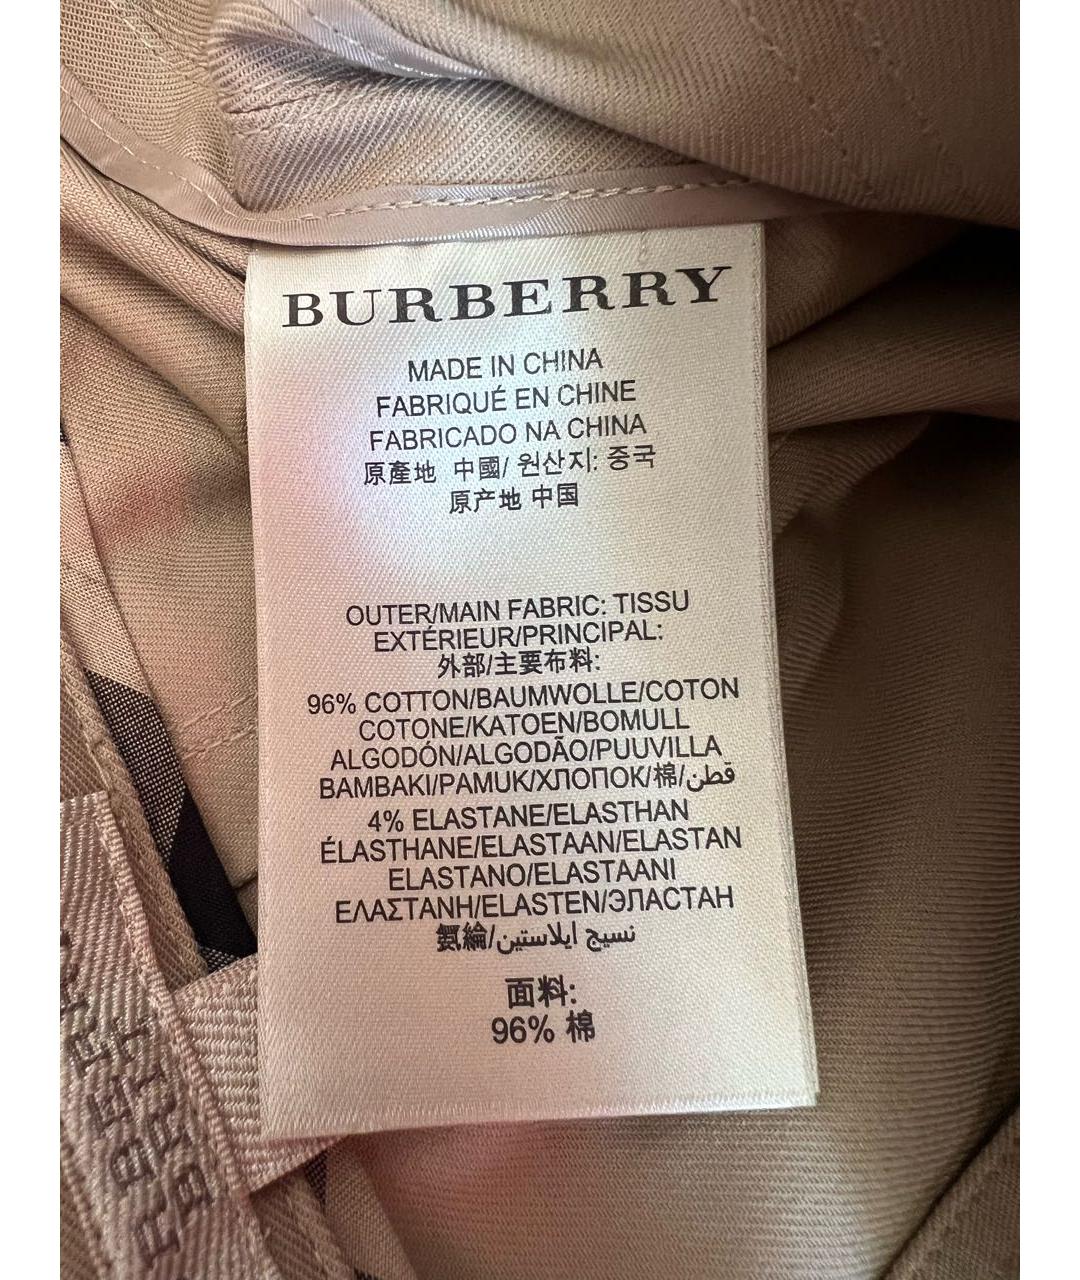 BURBERRY
MADE IN CHINA
FABRIQUÉ EN CHINE
FABRICADO NA CHINA
原產地 中國/ 원산지: 중국
原产地 中国
OUTER/MAIN FABRIC: TISSU
EXTÉRIEUR/PRINCIPAL:
外部/主要布料:
96% COTTON/BAUMWOLLE/COTON
COTONE/KATOEN/BOMULL
ALGODÓN/ALGODÃO/PUUVILLA
BAMBAKI/PAMUK/ХЛОПОК/棉/قطن
4% ELASTANE/ELASTHAN
ÉLASTHANE/ELASTAAN/ELASTAN
ELASTANO/ELASTAANI
ΕΛΑΣΤΑΝΗ/ELASTEN/ЭЛАСТАН
氨綸/نسيج ايلاستين
面料:
96% 棉
BRIT